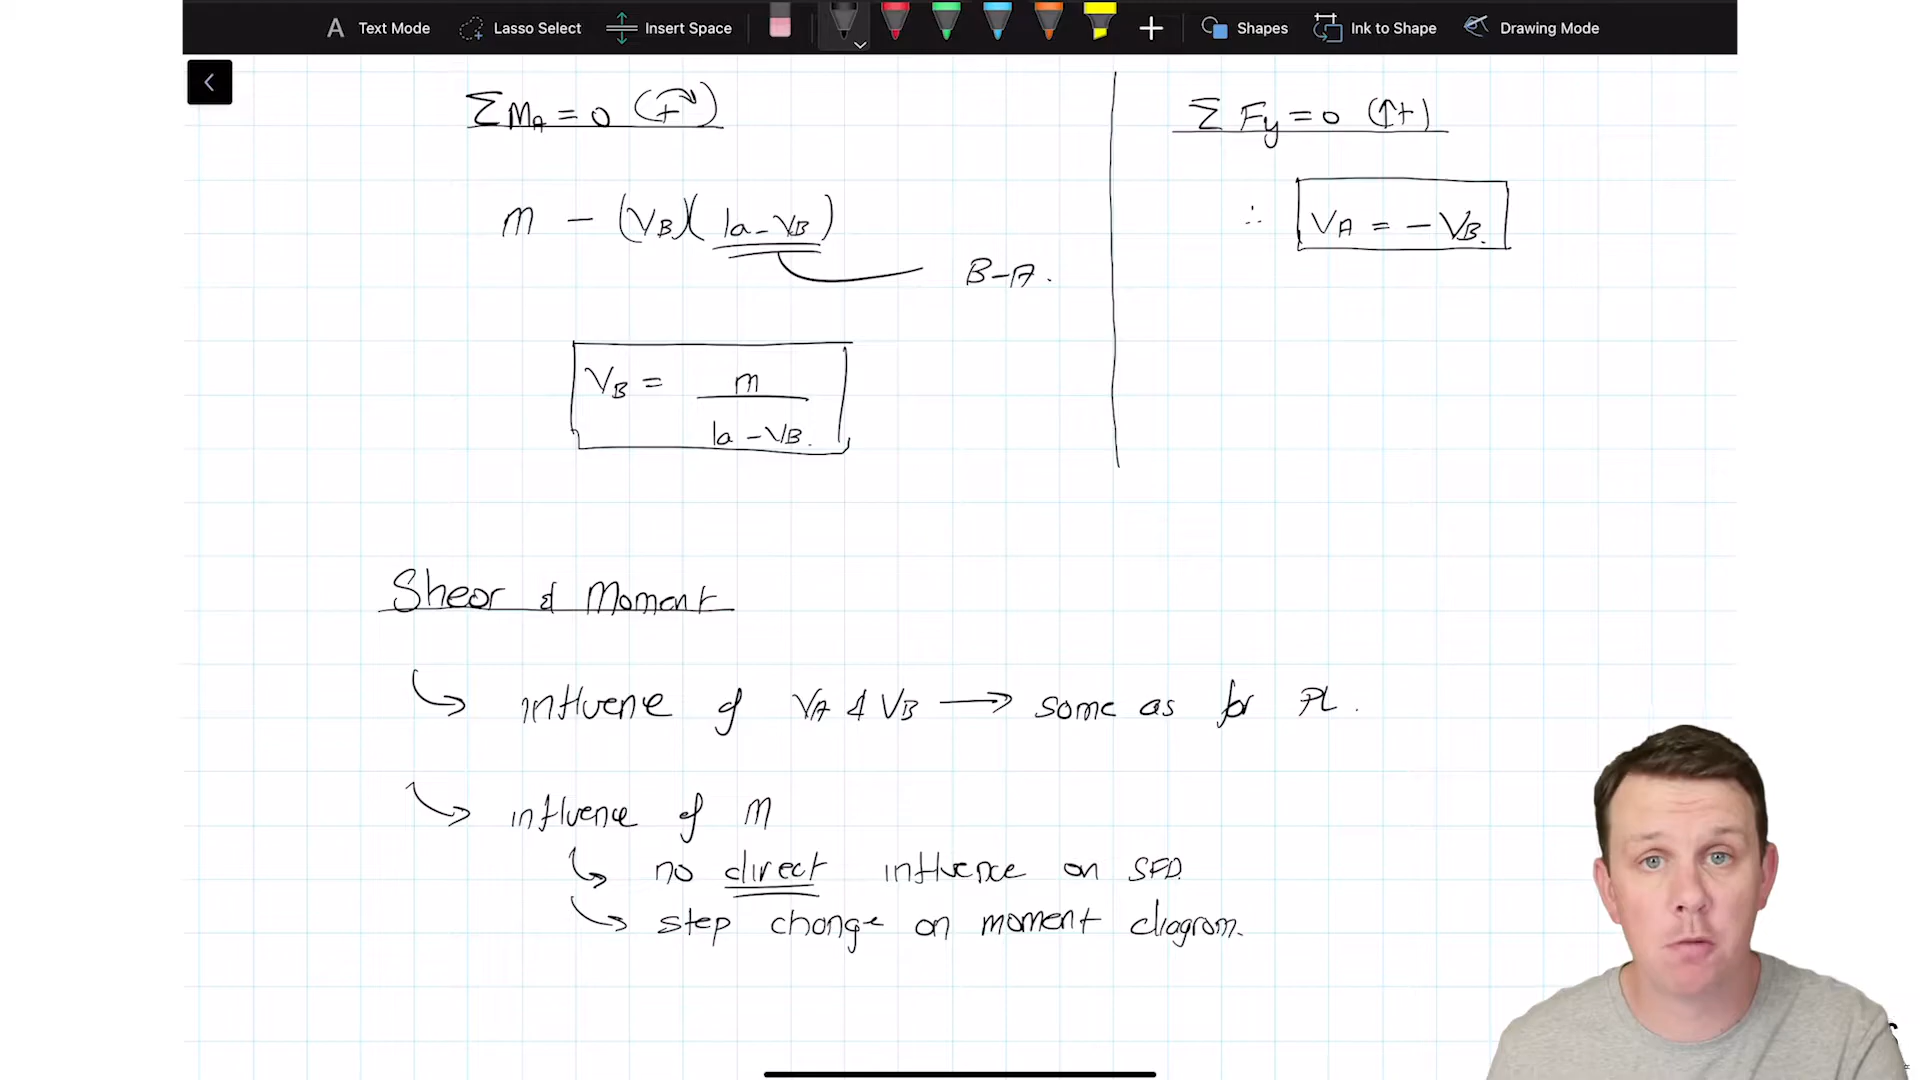 Text Mode Lasso Select Insert Space Shapes Ink to Shape Drawing Mode
ΣMA = 0 (+↷)
m − (VB)(la − VB)
B−A.
VB = m / la − VB.
ΣFy = 0 (↑+)
∴ VA = −VB.
Shear & Moment
↳ influence of VA & VB → same as for PL.
↳ influence of M
↳ no direct influence on SFD.
↳ step change on moment diagram.